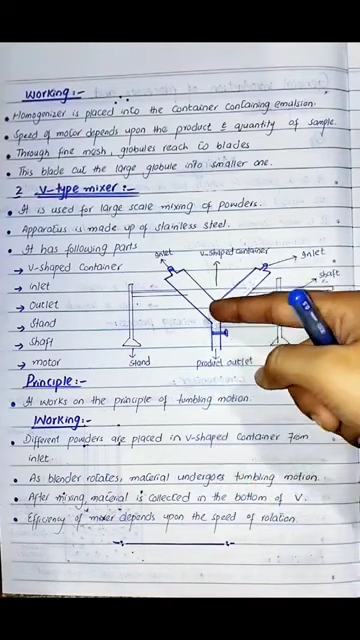 Working:-
• Homogonizer is placed into the container containing emulsion.
• Speed of motor depends upon the product & quantity of sample.
• Through fine mesh, globules reach to blades
• This blade cut the large globule into smaller one.
2 V-type mixer:-
• It is used for large scale mixing of powders.
• Apparatus is made up of stainless steel.
• It has following parts
→ V-shaped container
→ inlet
→ Outlet
→ Stand
→ Shaft
→ motor
Inlet
V-shaped container
Inlet
shaft
Stand
product outlet
Principle:-
• It works on the principle of tumbling motion.
Working:-
• Different powders are placed in V-shaped container from
inlet.
• As blender rotates, material undergoes tumbling motion.
• After mixing material is collected in the bottom of V.
• Efficiency of mixer depends upon the speed of rotation.